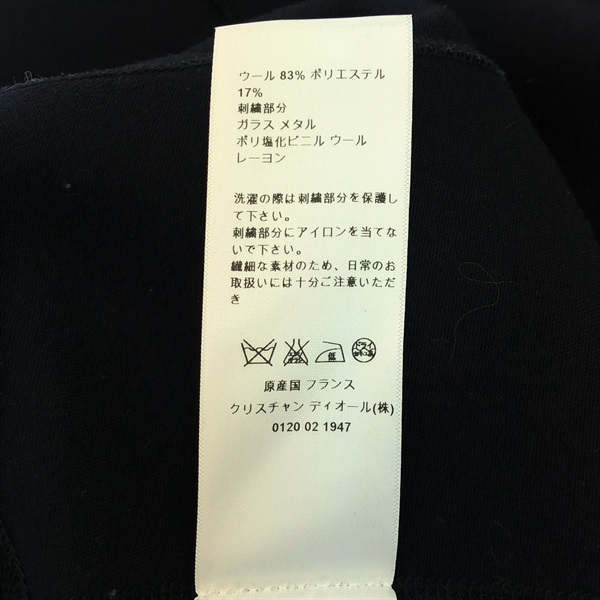 ウール 83% ポリエステル
17%
刺繍部分
ガラス メタル
ポリ塩化ビニル ウール
レーヨン
洗濯の際は刺繍部分を保護し
て下さい。
刺繍部分にアイロンを当てな
いで下さい。
繊細な素材のため、日常のお
取扱いには十分ご注意いただ
き
低
原産国 フランス
クリスチャン ディオール(株)
0120 02 1947